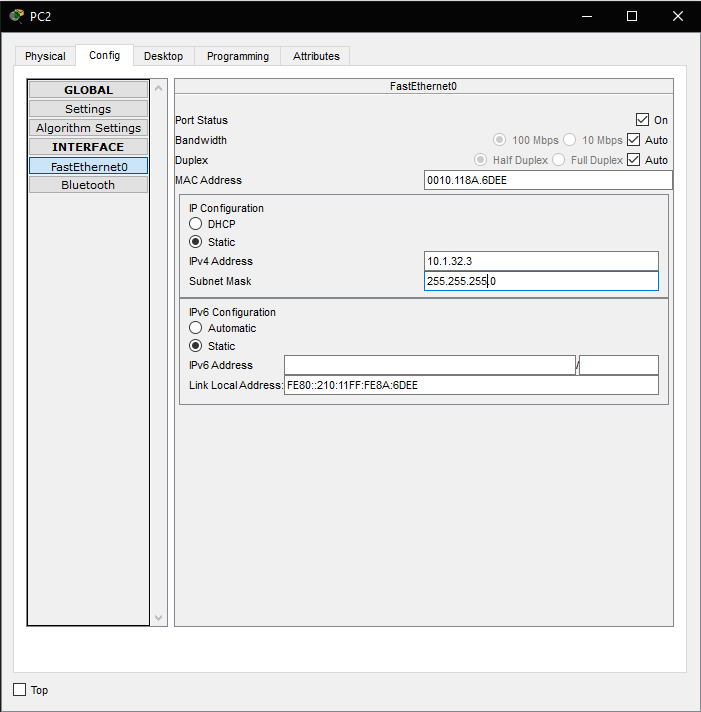 PC2
Physical Config Desktop Programming Attributes
GLOBAL
Settings
Algorithm Settings
INTERFACE
FastEthernet0
Bluetooth
FastEthernet0
Port Status On
Bandwidth 100 Mbps 10 Mbps Auto
Duplex Half Duplex Full Duplex Auto
MAC Address 0010.118A.6DEE
IP Configuration
DHCP
Static
IPv4 Address 10.1.32.3
Subnet Mask 255.255.255.0
IPv6 Configuration
Automatic
Static
IPv6 Address /
Link Local Address: FE80::210:11FF:FE8A:6DEE
Top